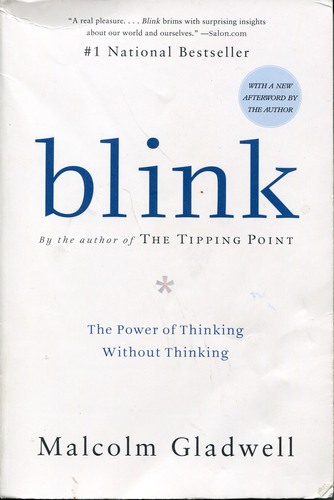 "A real pleasure. . . . Blink brims with surprising insights
about our world and ourselves." —Salon.com
#1 National Bestseller
WITH A NEW
AFTERWORD BY
THE AUTHOR
blink
By the author of THE TIPPING POINT
*
The Power of Thinking
Without Thinking
Malcolm Gladwell